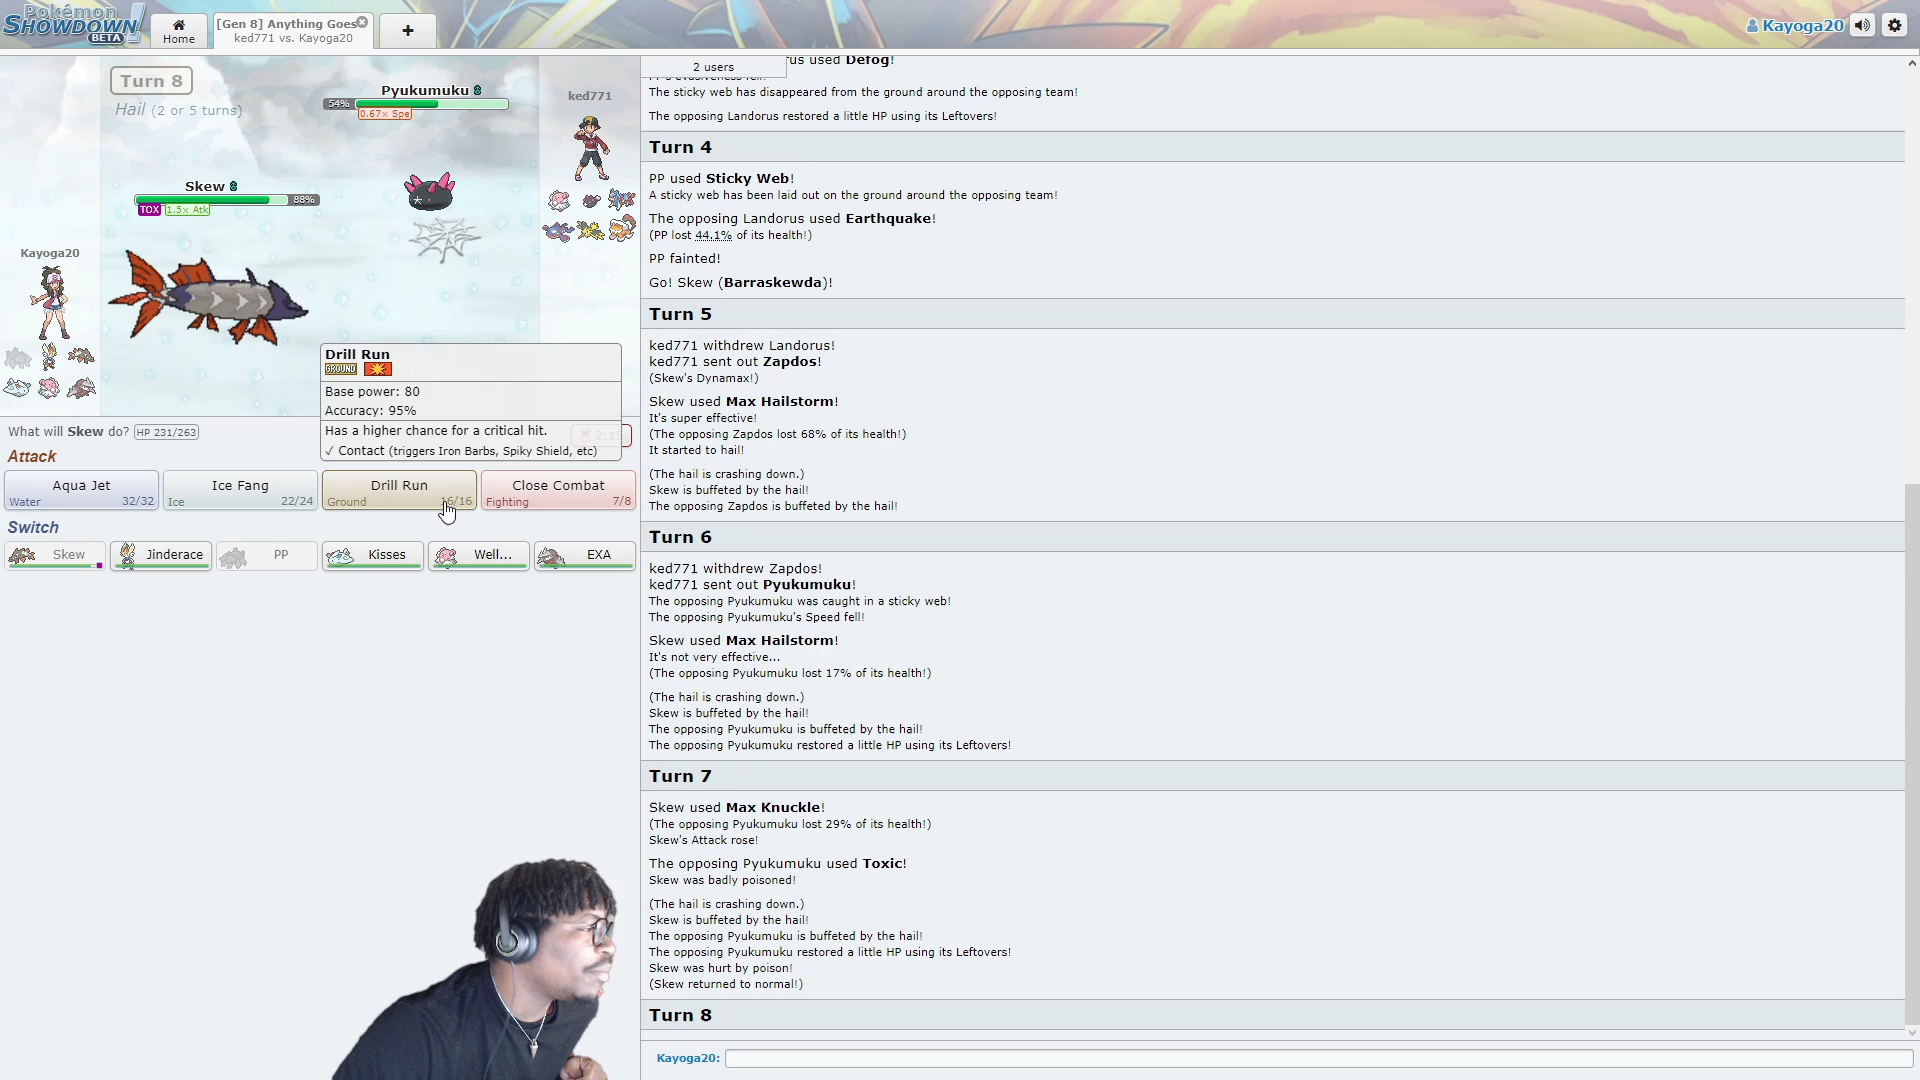 Pokémon
SHOWDOWN!
BETA
Home
[Gen 8] Anything Goes
ked771 vs. Kayoga20
+
Kayoga20
Turn 8
Hail (2 or 5 turns)
Pyukumuku
54%
0.67× Spe
ked771
Skew
88%
TOX 1.5× Atk
Kayoga20
Drill Run
GROUND
Base power: 80
Accuracy: 95%
Has a higher chance for a critical hit.
✓ Contact (triggers Iron Barbs, Spiky Shield, etc)
What will Skew do? HP 231/263
Attack
Aqua Jet
Water 32/32
Ice Fang
Ice 22/24
Drill Run
Ground 16/16
Close Combat
Fighting 7/8
Switch
Skew
Jinderace
PP
Kisses
Well...
EXA
2 users
us used Defog!
The sticky web has disappeared from the ground around the opposing team!
The opposing Landorus restored a little HP using its Leftovers!
Turn 4
PP used Sticky Web!
A sticky web has been laid out on the ground around the opposing team!
The opposing Landorus used Earthquake!
(PP lost 44.1% of its health!)
PP fainted!
Go! Skew (Barraskewda)!
Turn 5
ked771 withdrew Landorus!
ked771 sent out Zapdos!
(Skew's Dynamax!)
Skew used Max Hailstorm!
It's super effective!
(The opposing Zapdos lost 68% of its health!)
It started to hail!
(The hail is crashing down.)
Skew is buffeted by the hail!
The opposing Zapdos is buffeted by the hail!
Turn 6
ked771 withdrew Zapdos!
ked771 sent out Pyukumuku!
The opposing Pyukumuku was caught in a sticky web!
The opposing Pyukumuku's Speed fell!
Skew used Max Hailstorm!
It's not very effective...
(The opposing Pyukumuku lost 17% of its health!)
(The hail is crashing down.)
Skew is buffeted by the hail!
The opposing Pyukumuku is buffeted by the hail!
The opposing Pyukumuku restored a little HP using its Leftovers!
Turn 7
Skew used Max Knuckle!
(The opposing Pyukumuku lost 29% of its health!)
Skew's Attack rose!
The opposing Pyukumuku used Toxic!
Skew was badly poisoned!
(The hail is crashing down.)
Skew is buffeted by the hail!
The opposing Pyukumuku is buffeted by the hail!
The opposing Pyukumuku restored a little HP using its Leftovers!
Skew was hurt by poison!
(Skew returned to normal!)
Turn 8
Kayoga20: